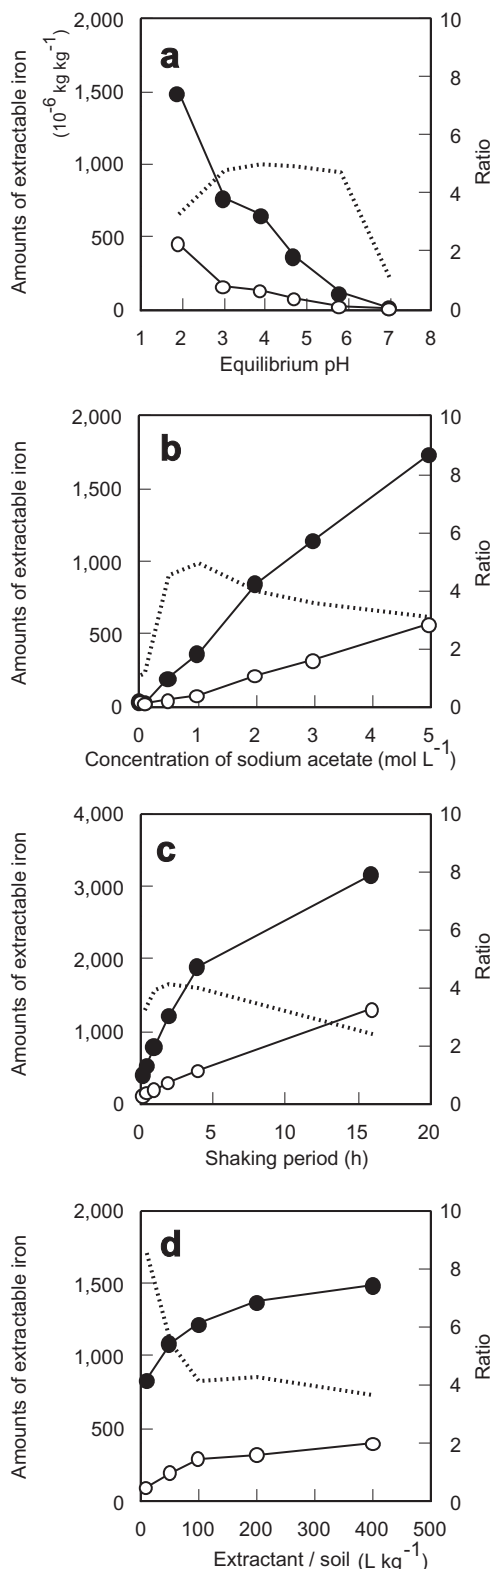 2,000
1,500
1,000
500
0
10
8
6
4
2
0
1 2 3 4 5 6 7 8
Equilibrium pH
Amounts of extractable iron
(10-6 kg kg-1)
Ratio
a
2,000
1,500
1,000
500
0
10
8
6
4
2
0
0 1 2 3 4 5
Concentration of sodium acetate (mol L-1)
Amounts of extractable iron
Ratio
b
4,000
3,000
2,000
1,000
0
10
8
6
4
2
0
0 5 10 15 20
Shaking period (h)
Amounts of extractable iron
Ratio
c
2,000
1,500
1,000
500
0
10
8
6
4
2
0
0 100 200 300 400 500
Extractant / soil (L kg-1)
Amounts of extractable iron
Ratio
d